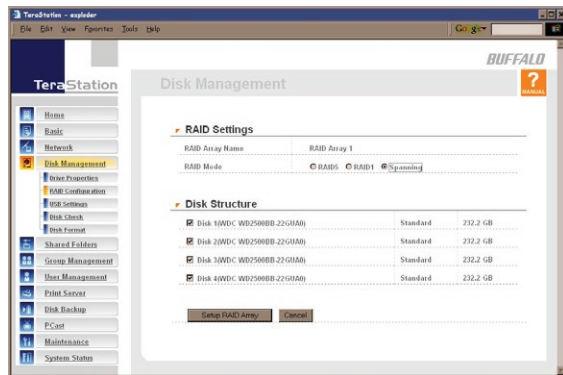 TeraStation - exploder
File Edit View Fporrtes Tools Help
BUFFALO
TeraStation
Disk Management
?
MANUAL
Home
Basic
Network
Disk Management
Drive Properties
RAID Configuration
USB Settings
Disk Check
Disk Format
Shared Folders
Group Management
User Management
Print Server
Disk Backup
PCast
Maintenance
System Status
RAID Settings
RAID Array Name RAID Array 1
RAID Mode RAID5 RAID1 Spanning
Disk Structure
Disk 1(WDC WD2500BB-22GUA0) Standard 232.2 GB
Disk 2(WDC WD2500BB-22GUA0) Standard 232.2 GB
Disk 3(WDC WD2500BB-22GUA0) Standard 232.2 GB
Disk 4(WDC WD2500BB-22GUA0) Standard 232.2 GB
Setup RAID Array Cancel